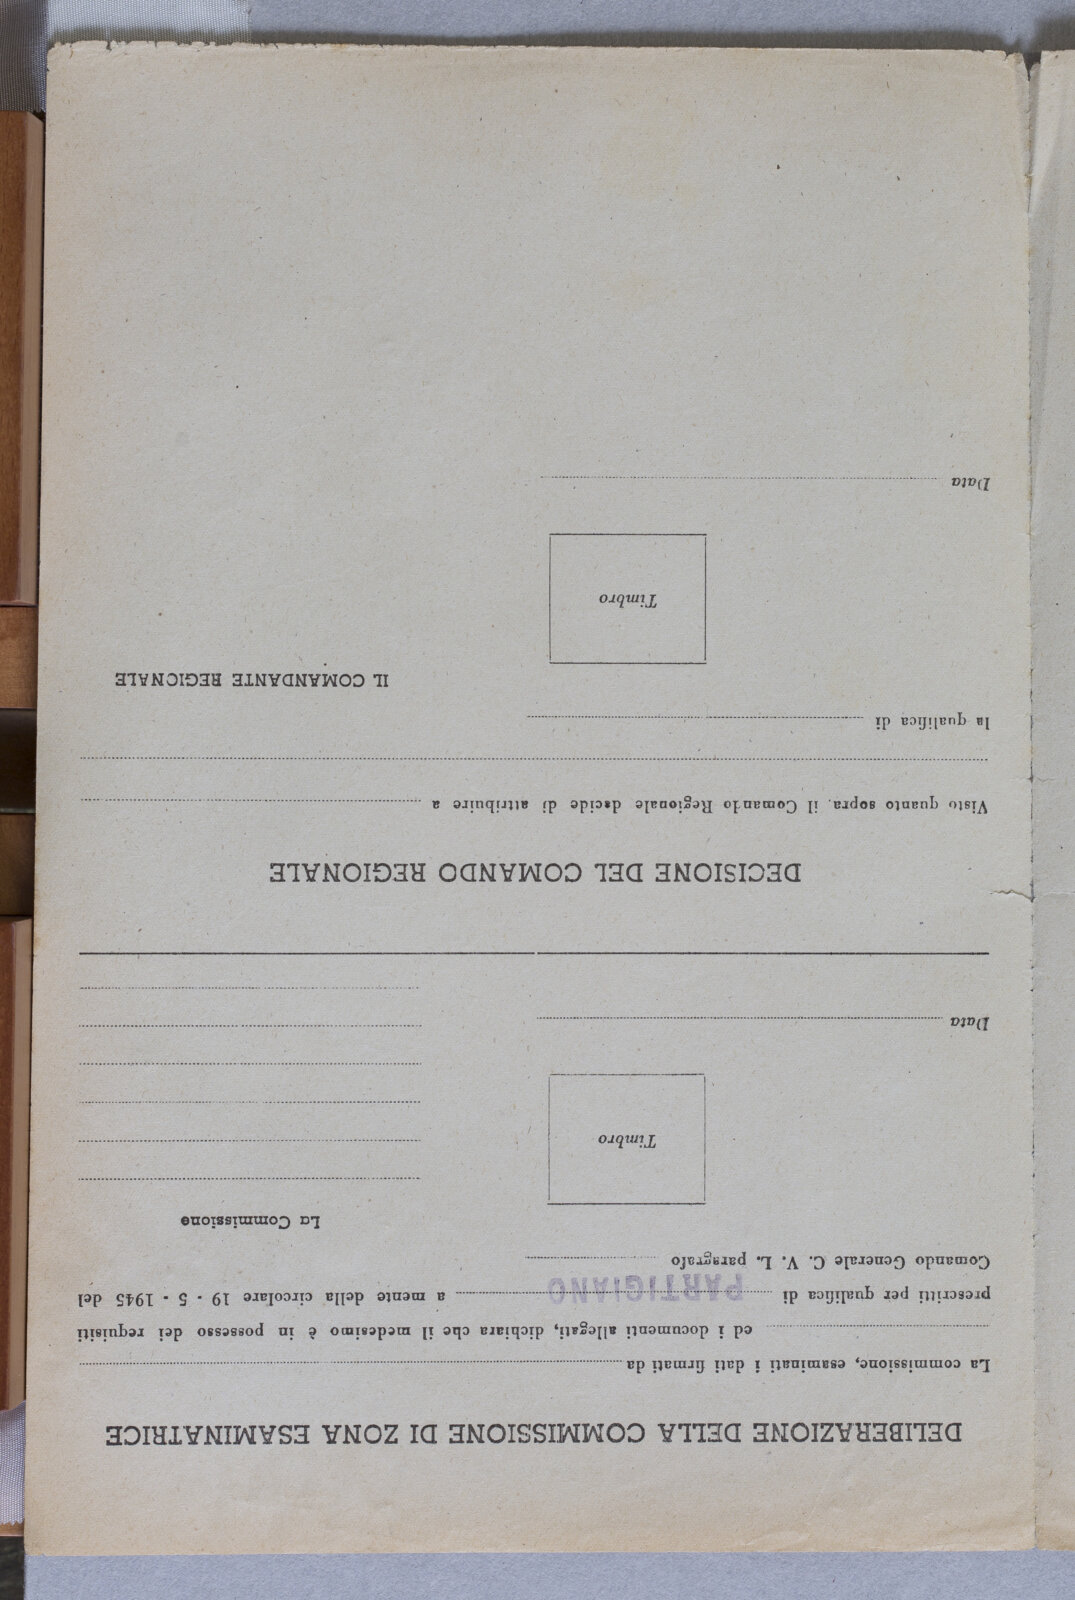 DELIBERAZIONE DELLA COMMISSIONE DI ZONA ESAMINATRICE
La commissione, esaminati i dati firmati da
ed i documenti allegati, dichiara che il medesimo è in possesso dei requisiti
prescritti per qualifica di PARTIGIANO a mente della circolare 19 - 5 - 1945 del
Comando Generale C. V. L. paragrafo
La Commissione
Timbro
Data
DECISIONE DEL COMANDO REGIONALE
Visto quanto sopra, il Comando Regionale decide di attribuire a
la qualifica di
IL COMANDANTE REGIONALE
Timbro
Data